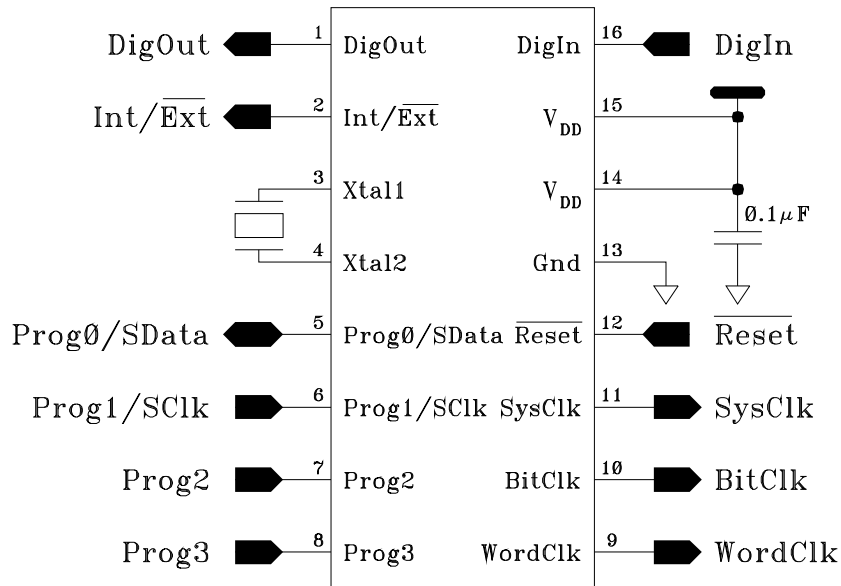 DigOut 1 DigOut DigIn 16 DigIn
Int/Ext 2 Int/Ext VDD 15
3 Xtal1 VDD 14 0.1μF
4 Xtal2 Gnd 13
Prog0/SData 5 Prog0/SData Reset 12 Reset
Prog1/SClk 6 Prog1/SClk SysClk 11 SysClk
Prog2 7 Prog2 BitClk 10 BitClk
Prog3 8 Prog3 WordClk 9 WordClk